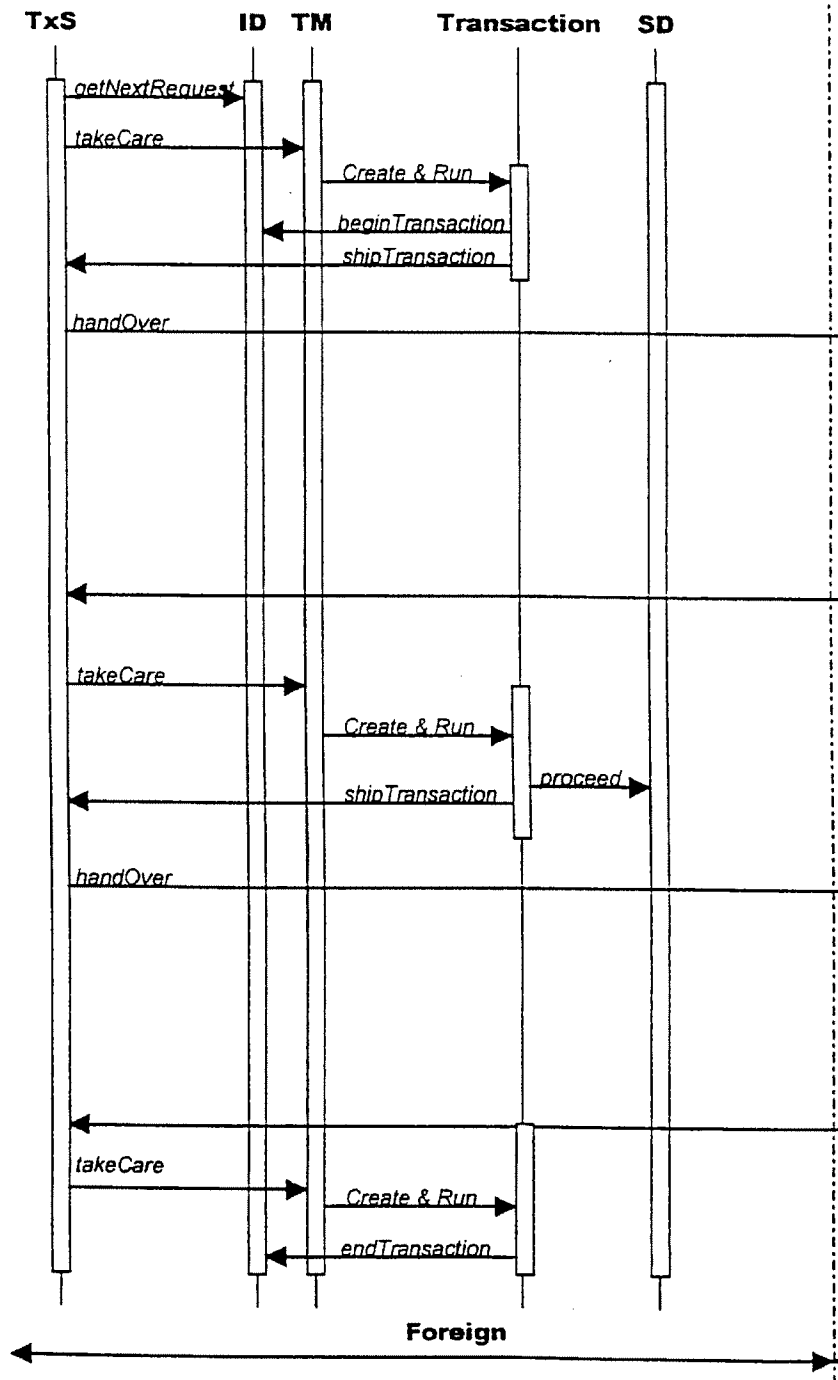 TxS ID TM Transaction SD
getNextRequest
takeCare
Create & Run
beginTransaction
shipTransaction
handOver
takeCare
Create & Run
proceed
shipTransaction
handOver
takeCare
Create & Run
endTransaction
Foreign